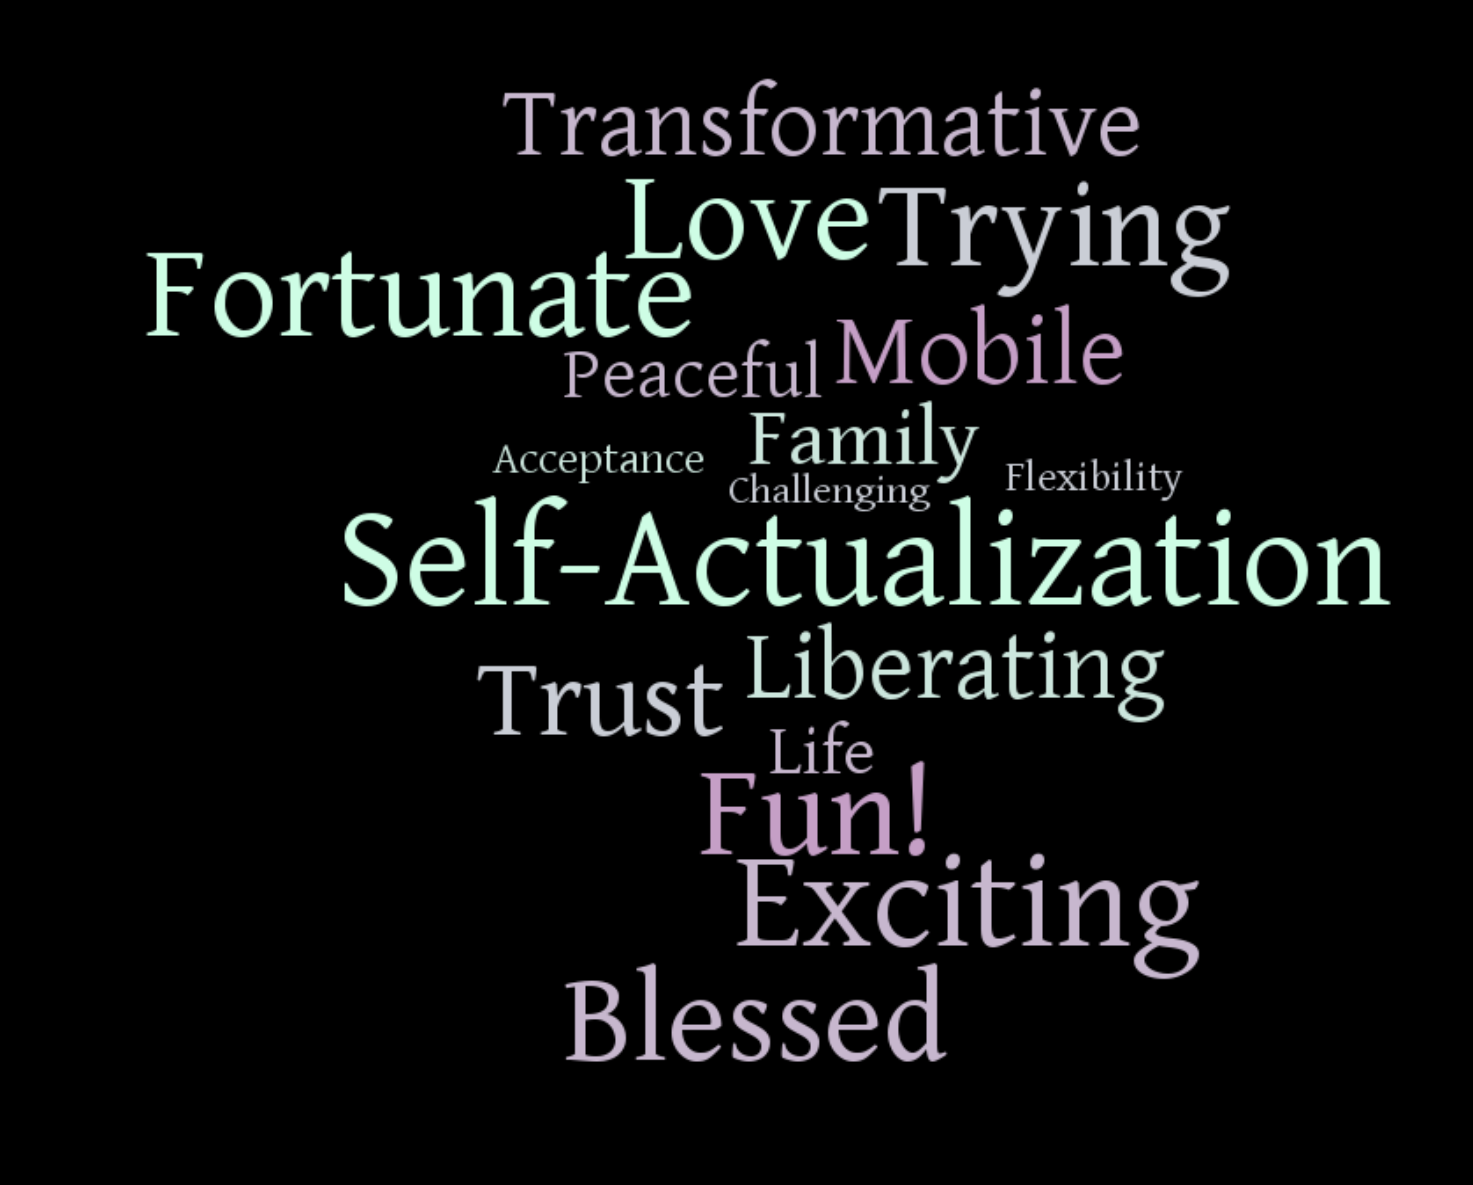 Transformative
Love Trying
Fortunate
Peaceful Mobile
Family
Acceptance Challenging Flexibility
Self-Actualization
Trust Liberating
Life
Fun!
Exciting
Blessed